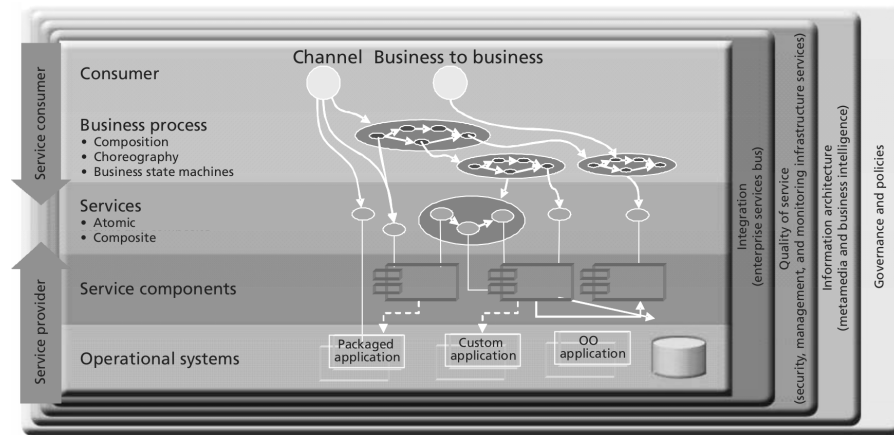 Channel Business to business
Consumer
Business process
• Composition
• Choreography
• Business state machines
Services
• Atomic
• Composite
Service components
Operational systems
Packaged
application
Custom
application
OO
application
Service consumer
Service provider
Integration
(enterprise services bus)
Quality of service
(security, management, and monitoring infrastructure services)
Information architecture
(metamedia and business intelligence)
Governance and policies